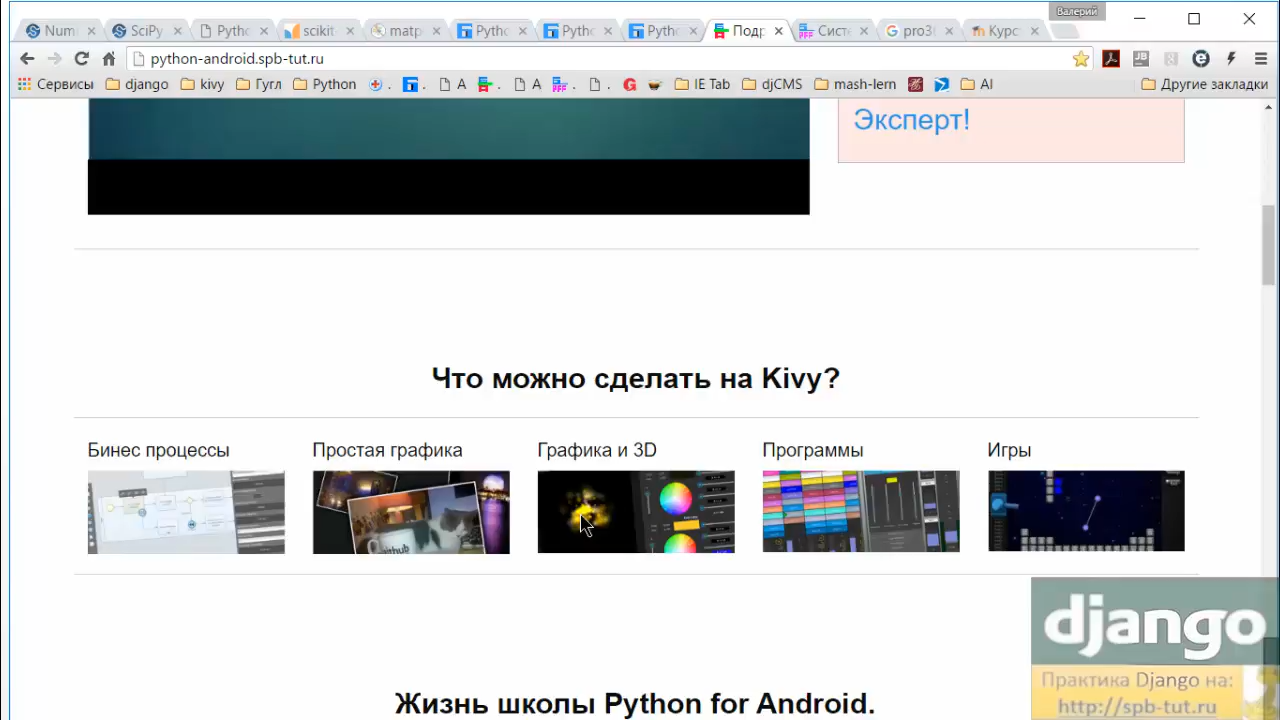 Валерий
Num
SciPy
Pytho
scikit
matp
Pytho
Pytho
Pytho
Подр
Систе
pro3
Курс
python-android.spb-tut.ru
Сервисы
django
kivy
Гугл
Python
A
A
IE Tab
djCMS
mash-lern
AI
Другие закладки
Эксперт!
Что можно сделать на Kivy?
Бинес процессы
Простая графика
Графика и 3D
Программы
Игры
github
django
Практика Django на:
http://spb-tut.ru
Жизнь школы Python for Android.